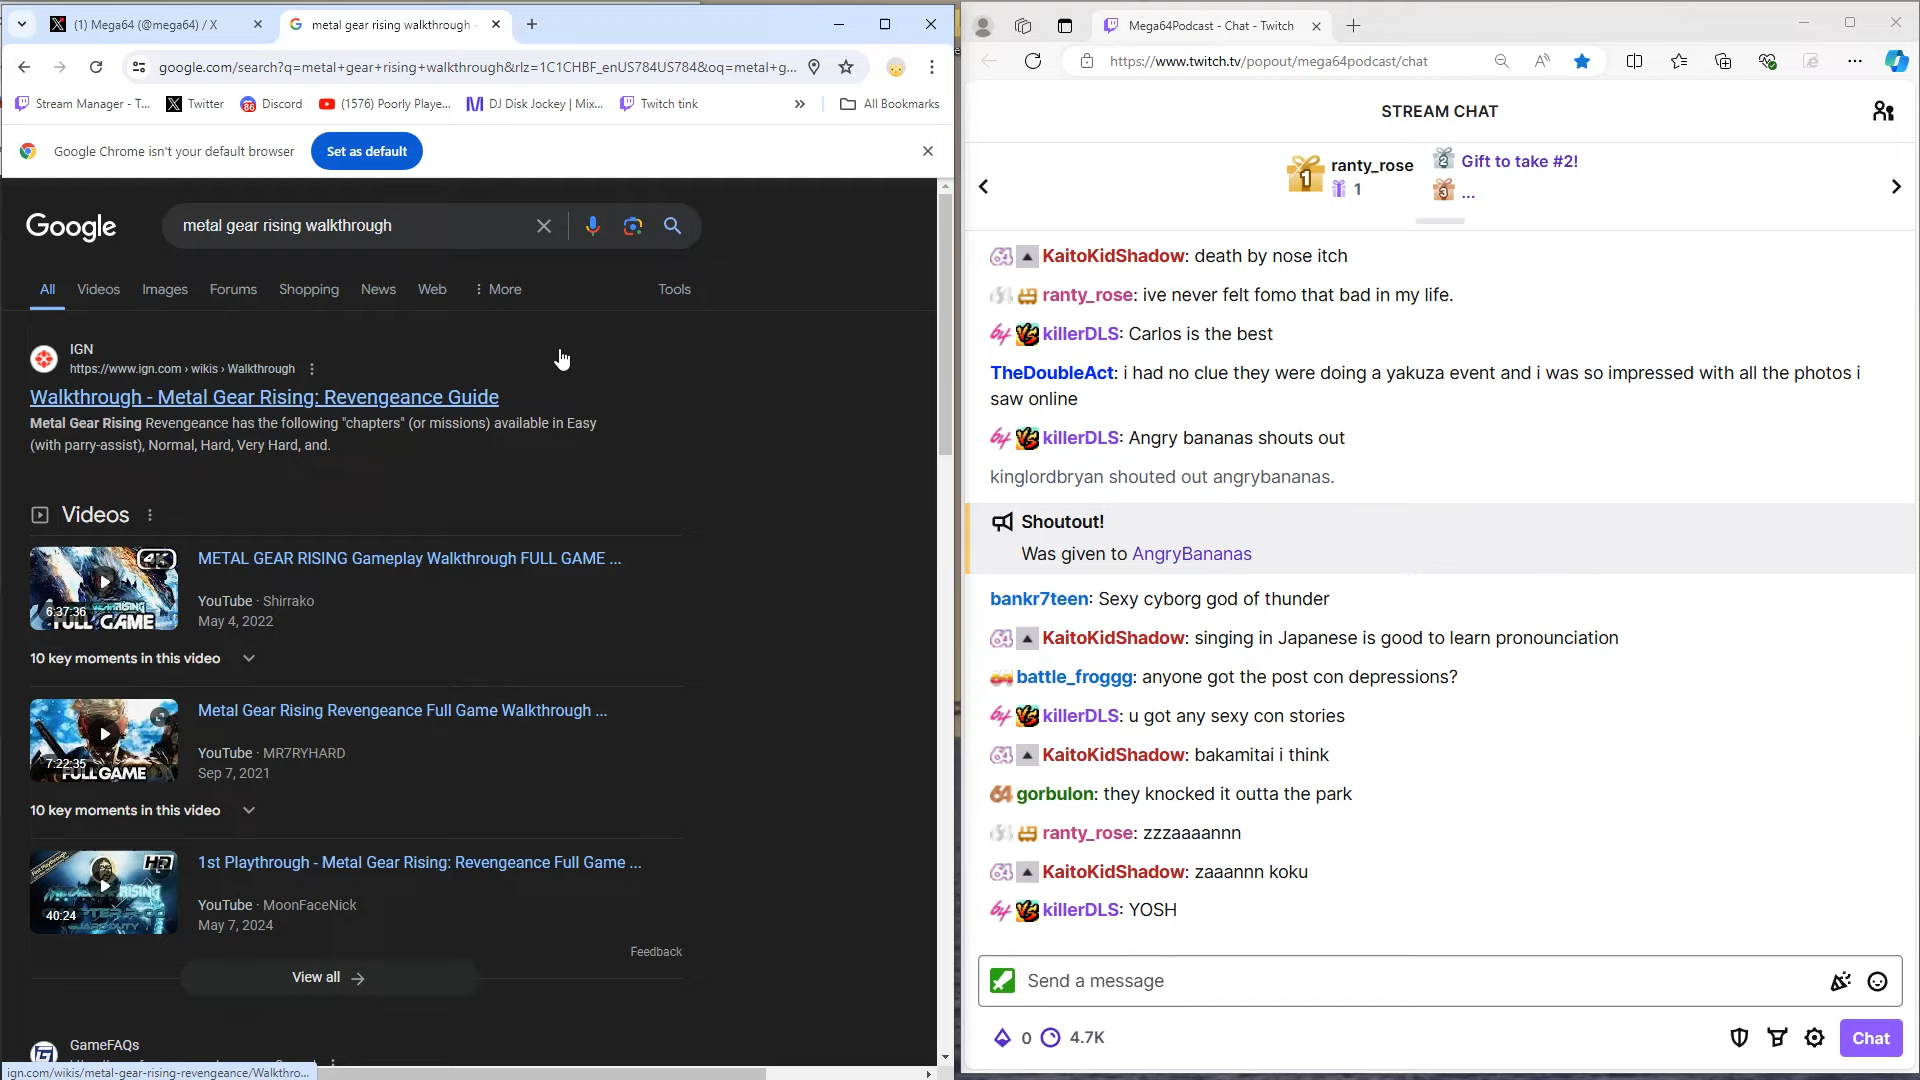 (1) Mega64 (@mega64) / X
metal gear rising walkthrough -
google.com/search?q=metal+gear+rising+walkthrough&rlz=1C1CHBF_enUS784US784&oq=metal+g...
Stream Manager - T...
Twitter
86
Discord
(1576) Poorly Playe...
DJ Disk Jockey | Mix...
Twitch tink
»
All Bookmarks
Google Chrome isn't your default browser
Set as default
Google
metal gear rising walkthrough
All
Videos
Images
Forums
Shopping
News
Web
More
Tools
IGN
https://www.ign.com › wikis › Walkthrough
Walkthrough - Metal Gear Rising: Revengeance Guide
Metal Gear Rising Revengeance has the following "chapters" (or missions) available in Easy
(with parry-assist), Normal, Hard, Very Hard, and.
Videos
4K
6:37:36
FULL GAME
METAL GEAR RISING Gameplay Walkthrough FULL GAME ...
YouTube · Shirrako
May 4, 2022
10 key moments in this video
7:22:35
FULL GAME
Metal Gear Rising Revengeance Full Game Walkthrough ...
YouTube · MR7RYHARD
Sep 7, 2021
10 key moments in this video
HD
40:24
1st Playthrough - Metal Gear Rising: Revengeance Full Game ...
YouTube · MoonFaceNick
May 7, 2024
Feedback
View all
GameFAQs
ign.com/wikis/metal-gear-rising-revengeance/Walkthro...
Mega64Podcast - Chat - Twitch
https://www.twitch.tv/popout/mega64podcast/chat
STREAM CHAT
1
ranty_rose
1
2
Gift to take #2!
3
...
KaitoKidShadow: death by nose itch
ranty_rose: ive never felt fomo that bad in my life.
killerDLS: Carlos is the best
TheDoubleAct: i had no clue they were doing a yakuza event and i was so impressed with all the photos i
saw online
killerDLS: Angry bananas shouts out
kinglordbryan shouted out angrybananas.
Shoutout!
Was given to AngryBananas
bankr7teen: Sexy cyborg god of thunder
KaitoKidShadow: singing in Japanese is good to learn pronounciation
battle_froggg: anyone got the post con depressions?
killerDLS: u got any sexy con stories
KaitoKidShadow: bakamitai i think
gorbulon: they knocked it outta the park
ranty_rose: zzzaaaannn
KaitoKidShadow: zaaannn koku
killerDLS: YOSH
Send a message
0
4.7K
Chat